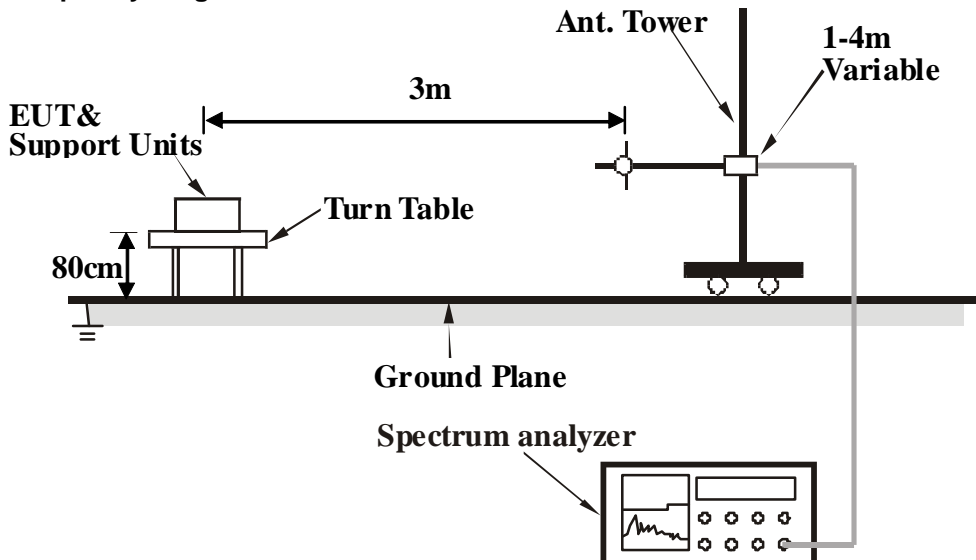 Ant. Tower
1-4m
Variable
3m
EUT&
Support Units
Turn Table
80cm
Ground Plane
Spectrum analyzer